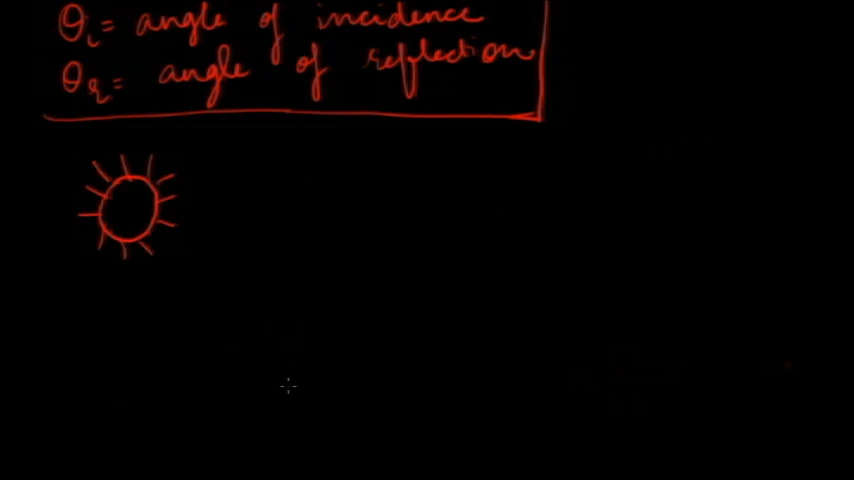 θi = angle of incidence
θr = angle of reflection